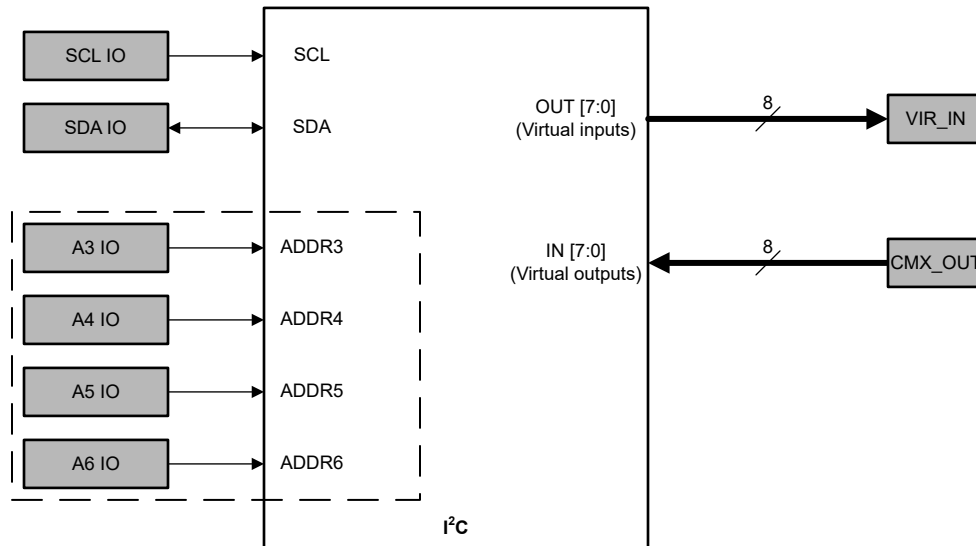 SCL IO
SCL
SDA IO
SDA
OUT [7:0]
(Virtual inputs)
8
VIR_IN
A3 IO
ADDR3
IN [7:0]
(Virtual outputs)
8
CMX_OUT
A4 IO
ADDR4
A5 IO
ADDR5
A6 IO
ADDR6
I²C